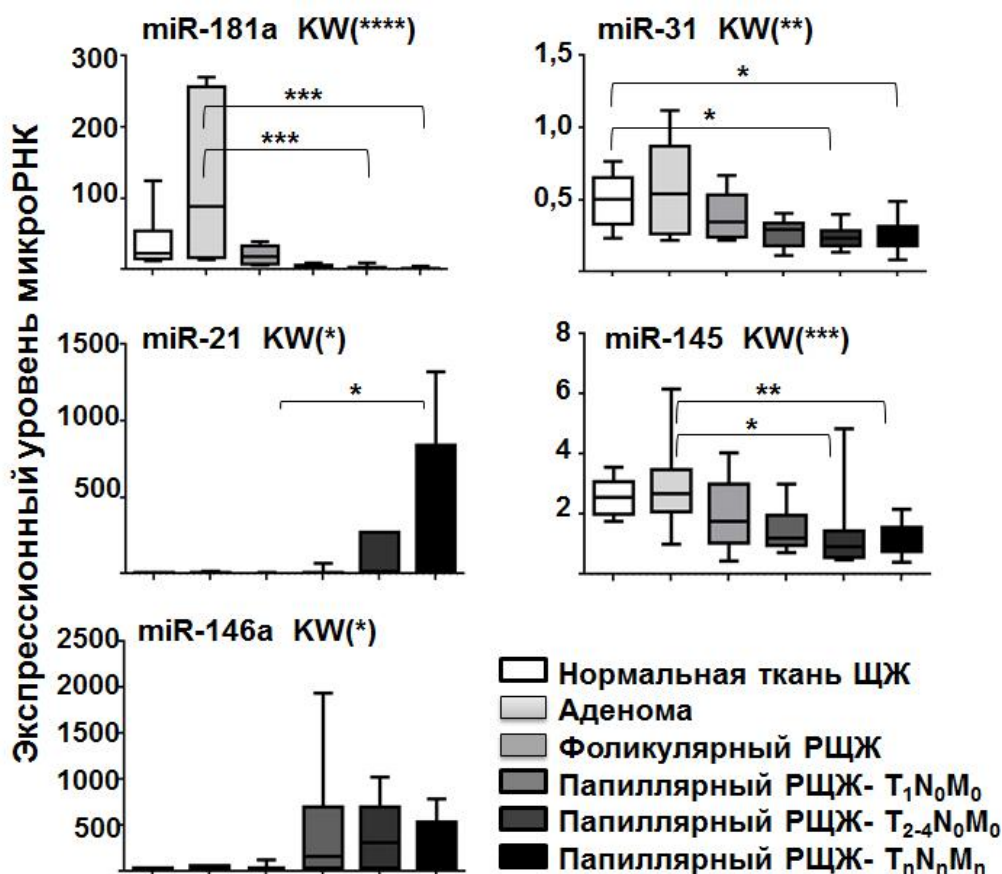 Экспрессионный уровень микроРНК
miR-181a KW(****)
300
200
100
***
***
miR-31 KW(**)
1,5
1,0
0,5
*
*
miR-21 KW(*)
1500
1000
500
*
miR-145 KW(***)
8
6
4
2
**
*
miR-146a KW(*)
2500
2000
1500
1000
500
Нормальная ткань ЩЖ
Аденома
Фоликулярный РЩЖ
Папиллярный РЩЖ- T₁N₀M₀
Папиллярный РЩЖ- T₂₋₄N₀M₀
Папиллярный РЩЖ- TₙNₙMₙ